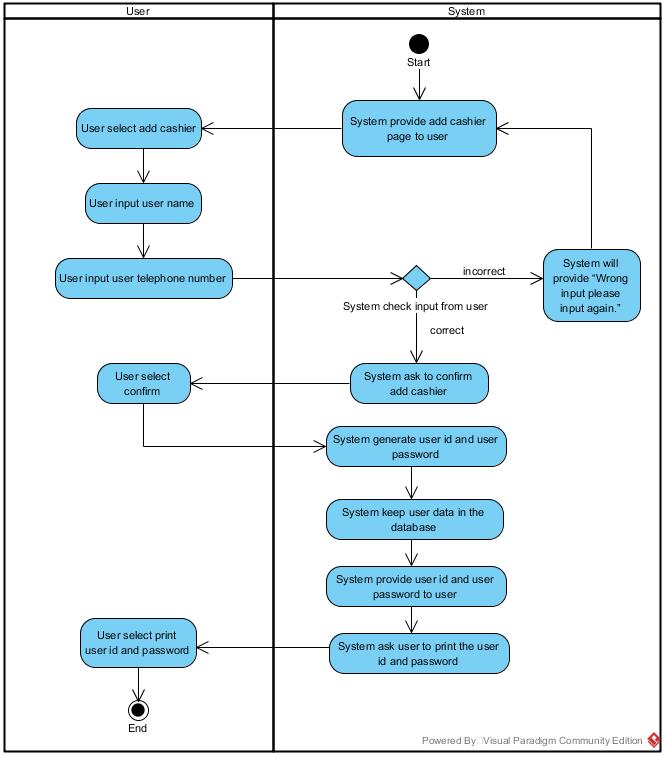 User
System
Start
System provide add cashier
page to user
User select add cashier
User input user name
User input user telephone number
System check input from user
incorrect
System will
provide “Wrong
input please
input again.”
correct
System ask to confirm
add cashier
User select
confirm
System generate user id and user
password
System keep user data in the
database
System provide user id and user
password to user
System ask user to print the user
id and password
User select print
user id and password
End
Powered By Visual Paradigm Community Edition